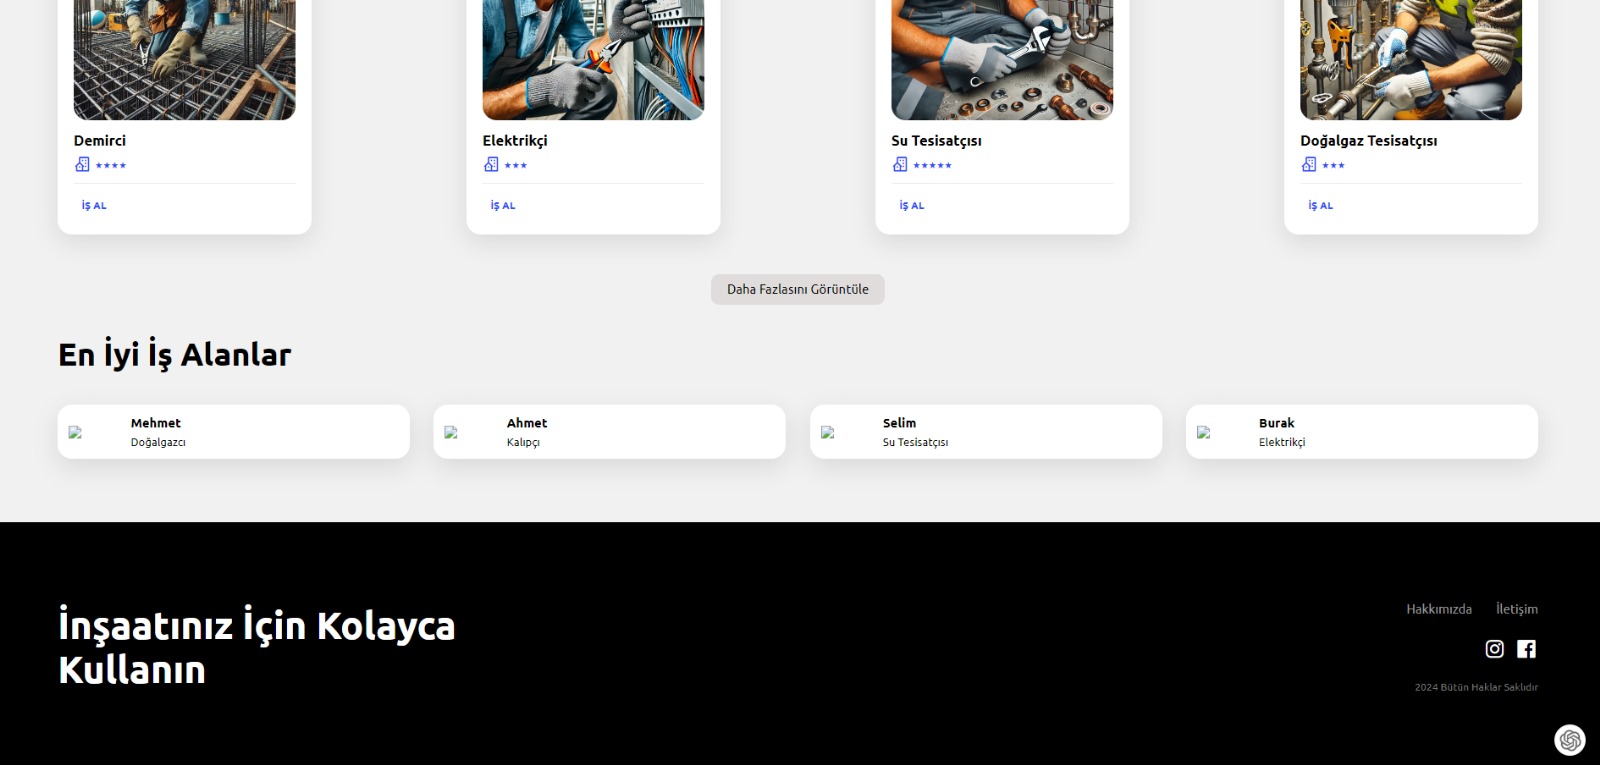 Demirci
Elektrikçi
Su Tesisatçısı
Doğalgaz Tesisatçısı
★★★★
★★★
★★★★★
★★★
İŞ AL
İŞ AL
İŞ AL
İŞ AL
Daha Fazlasını Görüntüle
En İyi İş Alanlar
Mehmet
Doğalgazcı
Ahmet
Kalıpçı
Selim
Su Tesisatçısı
Burak
Elektrikçi
İnşaatınız İçin Kolayca
Kullanın
Hakkımızda
İletişim
2024 Bütün Haklar Saklıdır